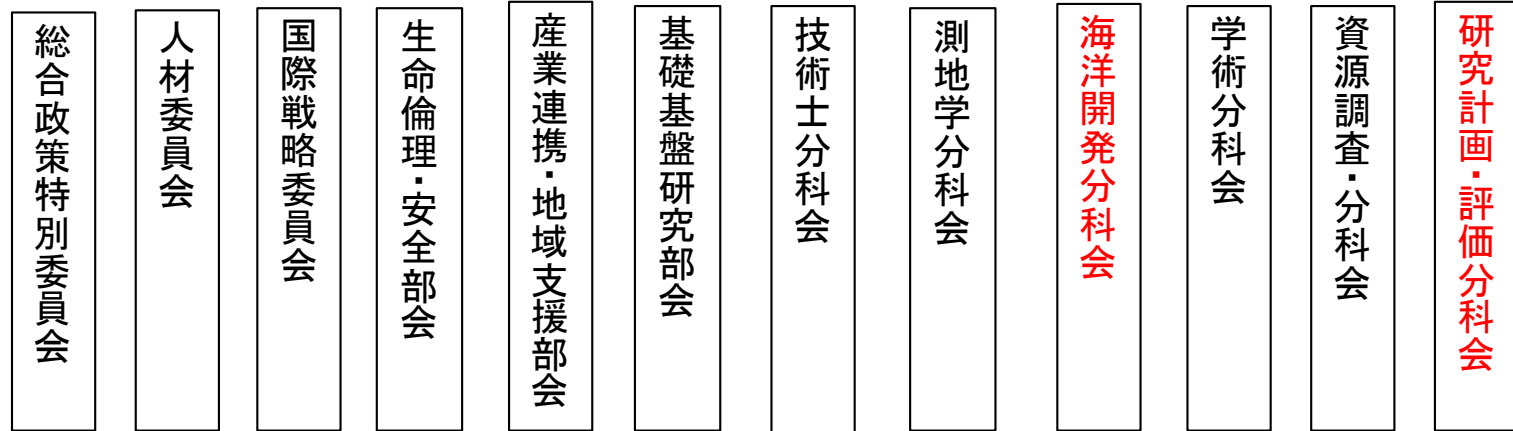 研究計画・評価分科会
資源調査・分科会
学術分科会
海洋開発分科会
測地学分科会
技術士分科会
基礎基盤研究部会
産業連携・地域支援部会
生命倫理・安全部会
国際戦略委員会
人材委員会
総合政策特別委員会